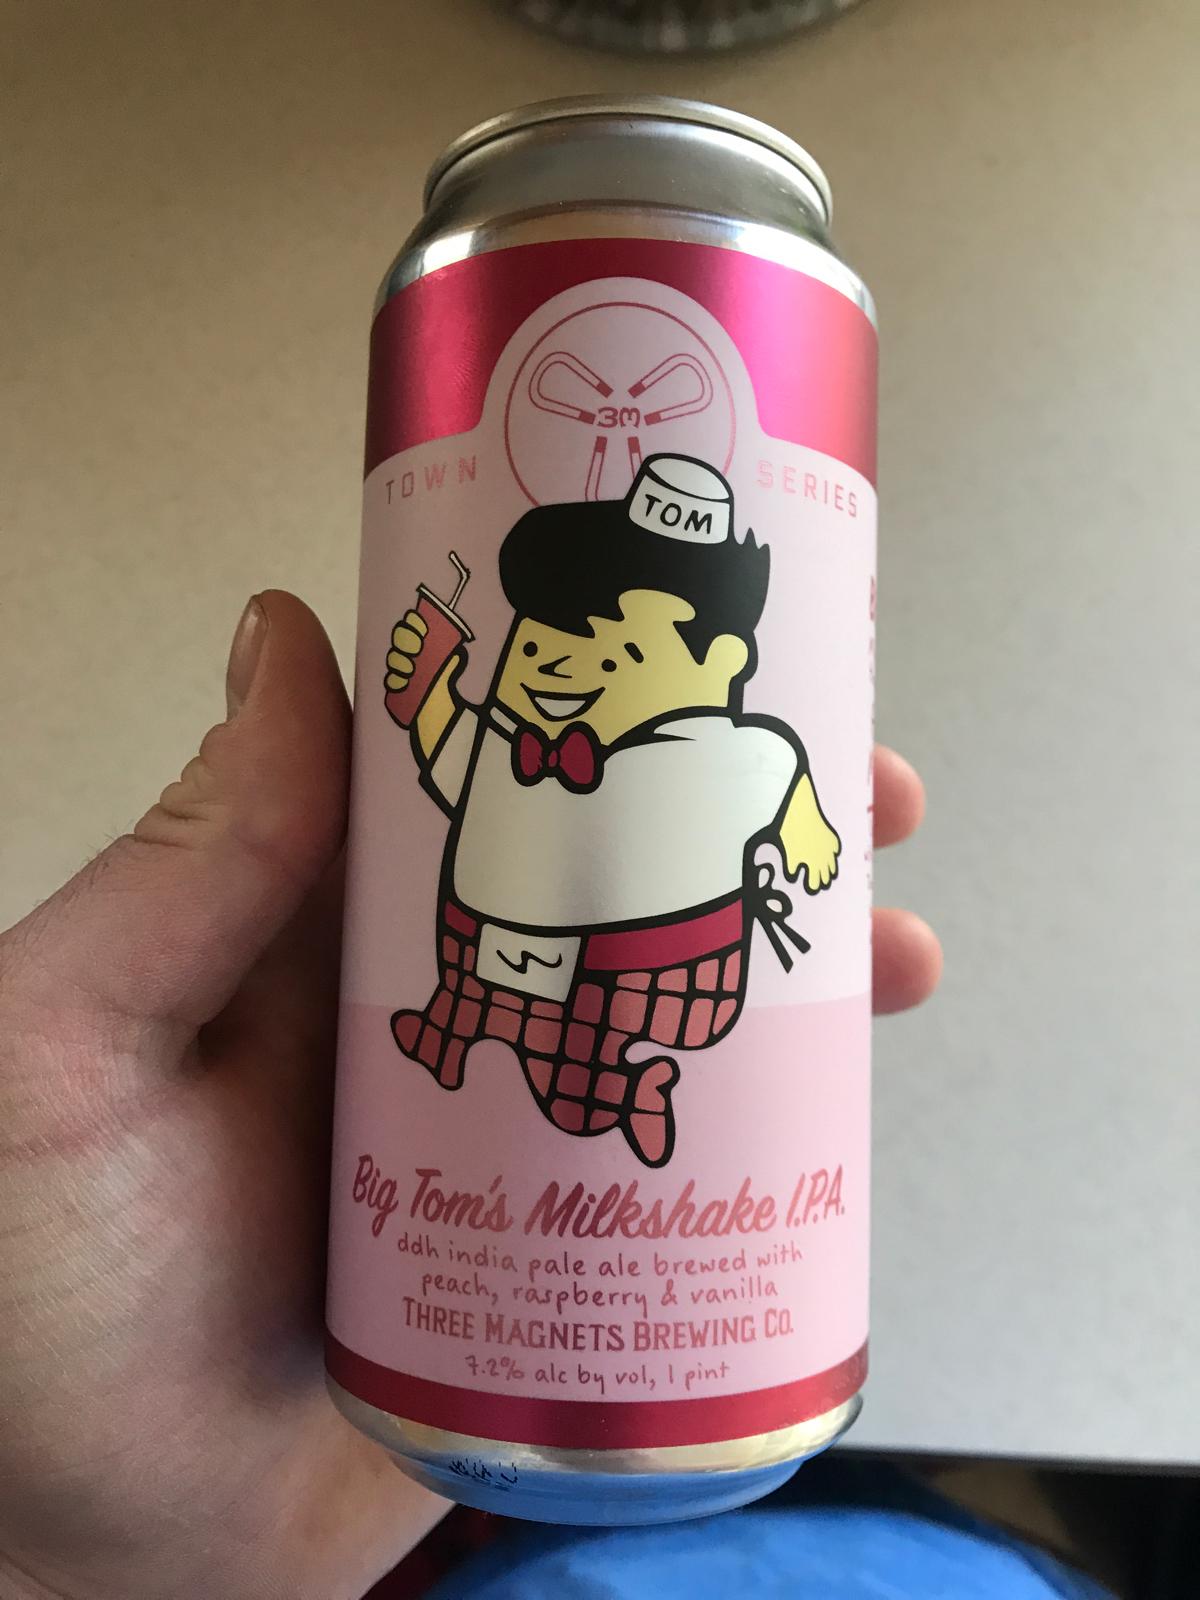 3M
TOWN SERIES
TOM
Big Tom's Milkshake I.P.A.
ddh india pale ale brewed with
peach, raspberry & vanilla
THREE MAGNETS BREWING CO.
7.2% alc by vol, 1 pint